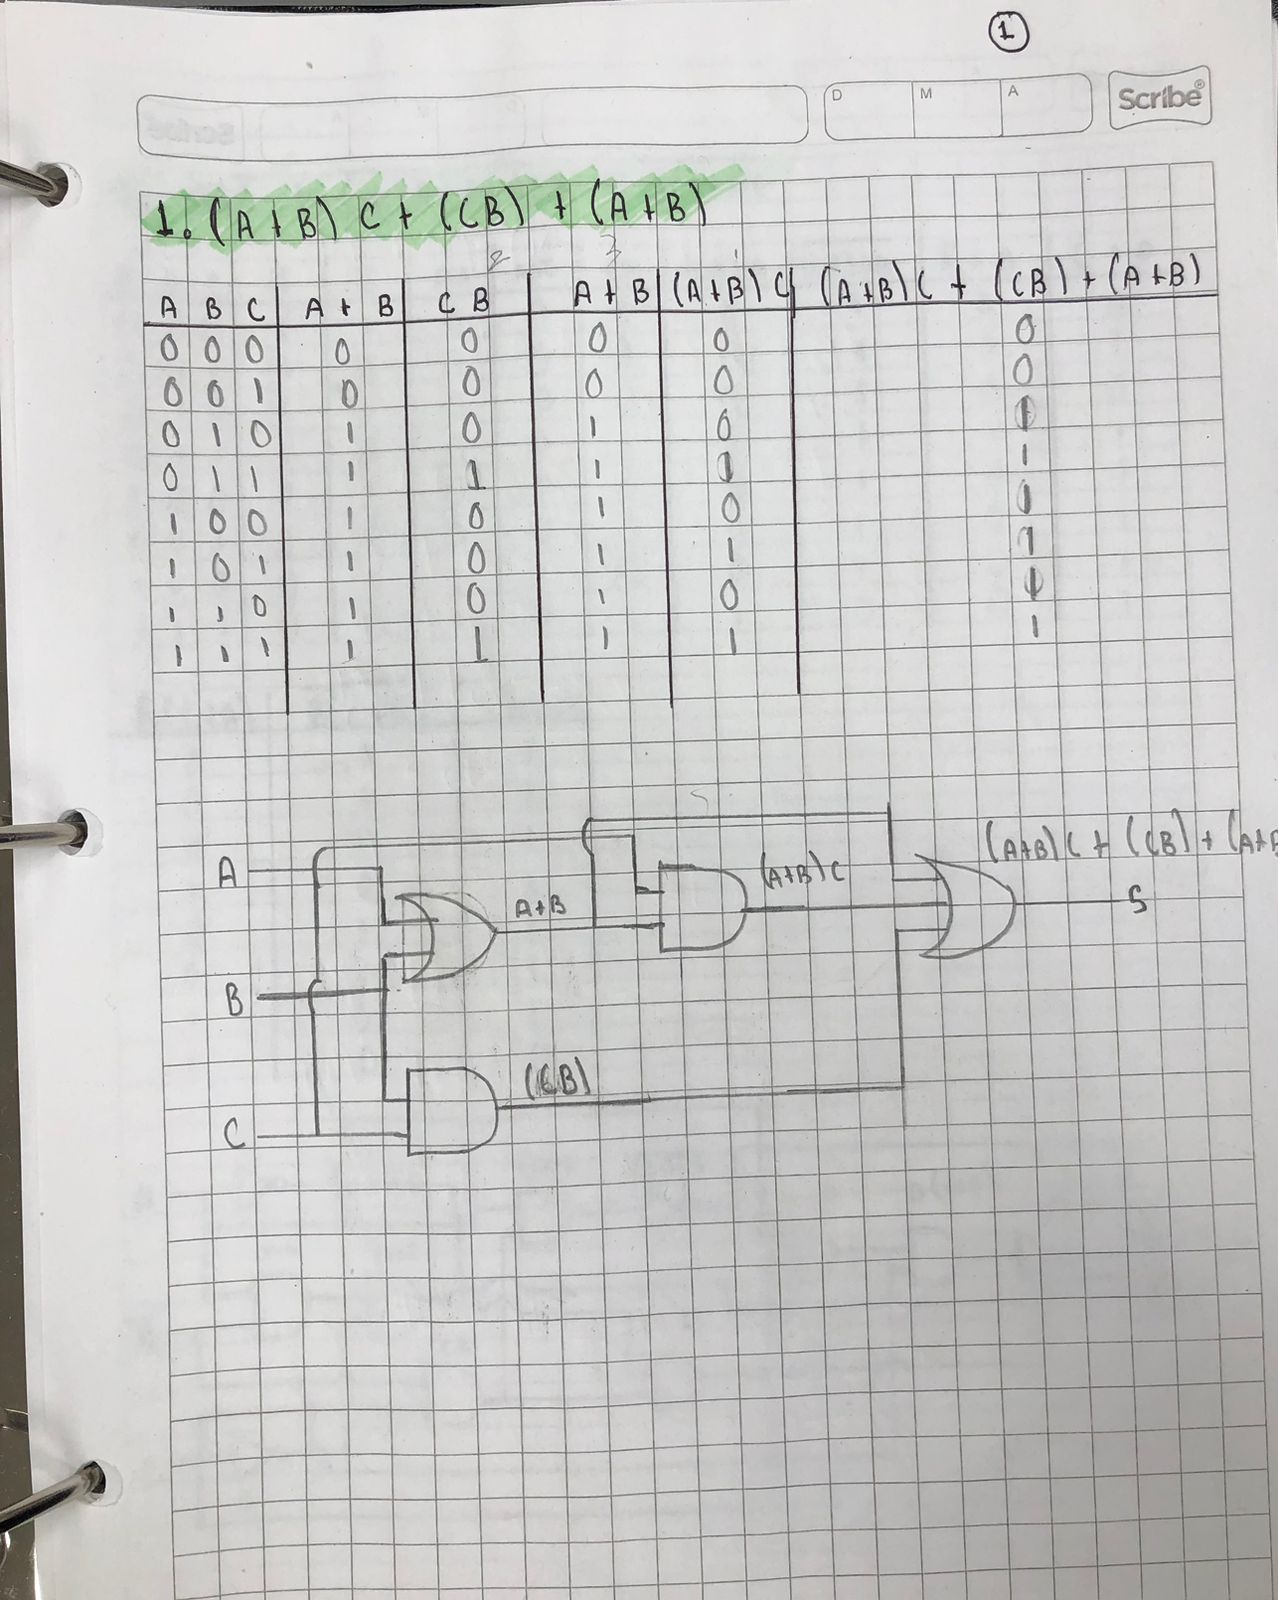 1
D M A Scribe®
1. (A+B) C + (CB) + (A+B)
2 3 1
A B C A + B C B A + B (A+B) C (A+B) C + (CB) + (A+B)
0 0 0 0 0 0 0 0
0 0 1 0 0 0 0 0
0 1 0 1 0 1 0 1
0 1 1 1 1 1 1 1
1 0 0 1 0 1 0 1
1 0 1 1 0 1 1 1
1 1 0 1 0 1 0 1
1 1 1 1 1 1 1 1
(A+B) C + (CB) + (A+B
A A+B (A+B) C S
B
(CB)
C